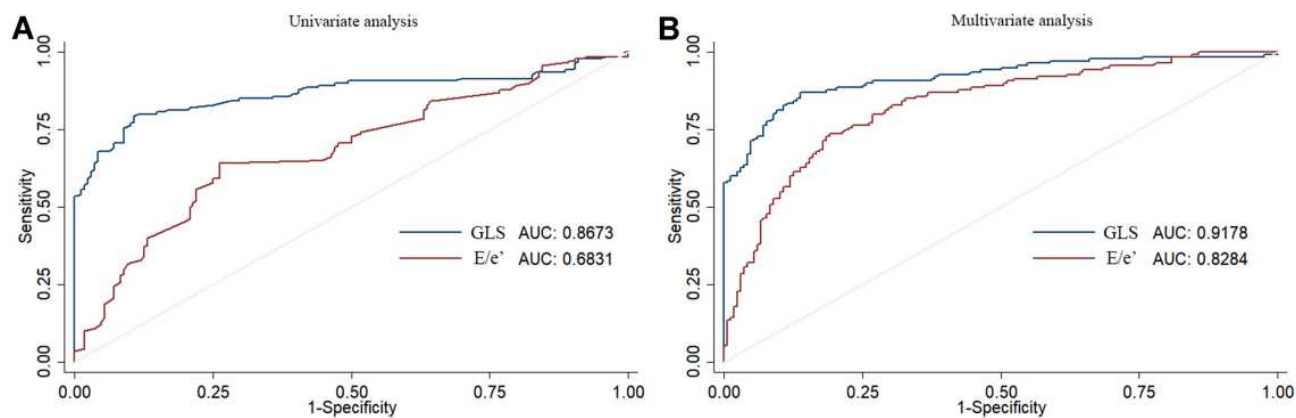 A
Univariate analysis
Sensitivity
1.00
0.75
0.50
0.25
0.00
GLS AUC: 0.8673
E/e’ AUC: 0.6831
0.00 0.25 0.50 0.75 1.00
1-Specificity
B
Multivariate analysis
Sensitivity
1.00
0.75
0.50
0.25
0.00
GLS AUC: 0.9178
E/e’ AUC: 0.8284
0.00 0.25 0.50 0.75 1.00
1-Specificity